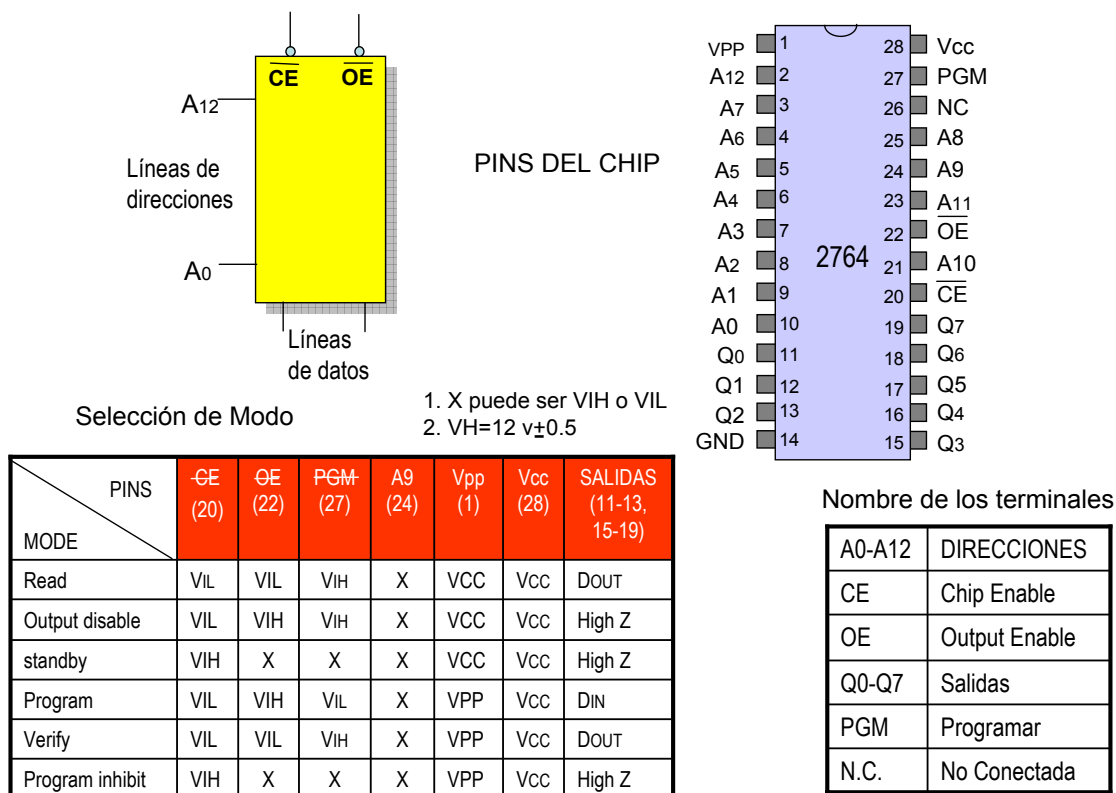 CE OE
A12
Líneas de
direcciones
A0
Líneas
de datos
PINS DEL CHIP
VPP 1 28 Vcc
A12 2 27 PGM
A7 3 26 NC
A6 4 25 A8
A5 5 24 A9
A4 6 23 A11
A3 7 22 OE
A2 8 2764 21 A10
A1 9 20 CE
A0 10 19 Q7
Q0 11 18 Q6
Q1 12 17 Q5
Q2 13 16 Q4
GND 14 15 Q3
Selección de Modo
1. X puede ser VIH o VIL
2. VH=12 v±0.5
PINS
MODE
CE (20) OE (22) PGM (27) A9 (24) Vpp (1) Vcc (28) SALIDAS (11-13, 15-19)
Read VIL VIL VIH X VCC VCC DOUT
Output disable VIL VIH VIH X VCC VCC High Z
standby VIH X X X VCC VCC High Z
Program VIL VIH VIL X VPP VCC DIN
Verify VIL VIL VIH X VPP VCC DOUT
Program inhibit VIH X X X VPP VCC High Z
Nombre de los terminales
A0-A12 DIRECCIONES
CE Chip Enable
OE Output Enable
Q0-Q7 Salidas
PGM Programar
N.C. No Conectada